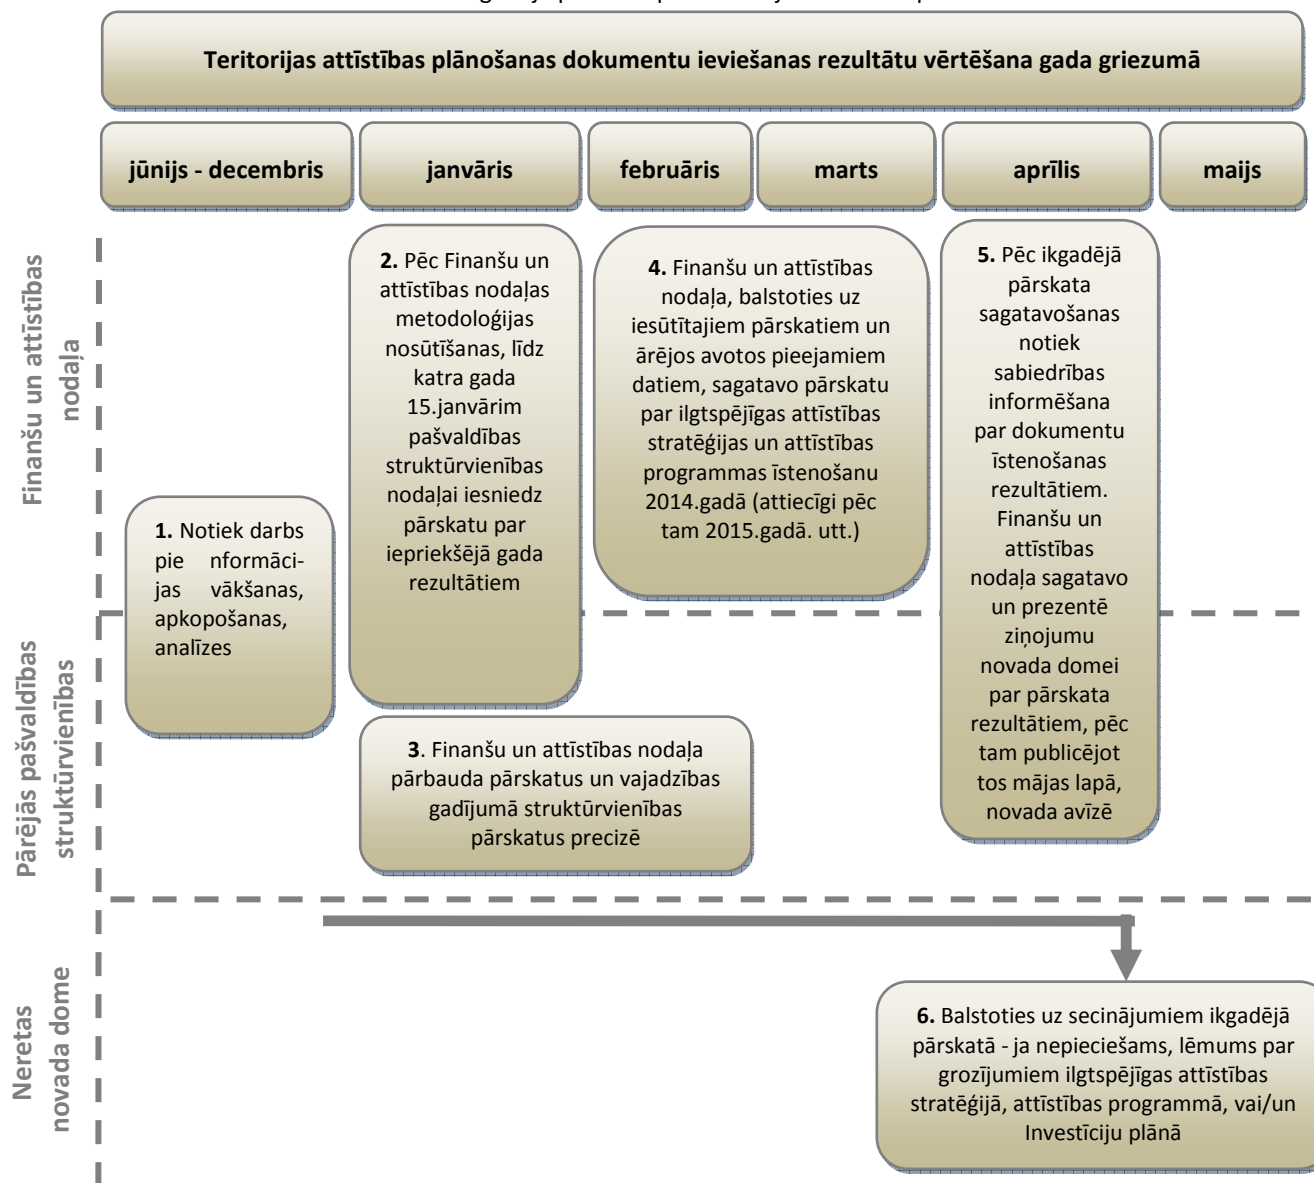 Teritorijas attīstības plānošanas dokumentu ieviešanas rezultātu vērtēšana gada griezumā
jūnijs - decembris
janvāris
februāris
marts
aprīlis
maijs
Finanšu un attīstības
nodaļa
Pārējās pašvaldības
struktūrvienības
Neretas
novada dome
1. Notiek darbs
pie nformāci-
jas vākšanas,
apkopošanas,
analīzes
2. Pēc Finanšu un
attīstības nodaļas
metodoloģijas
nosūtīšanas, līdz
katra gada
15.janvārim
pašvaldības
struktūrvienības
nodaļai iesniedz
pārskatu par
iepriekšējā gada
rezultātiem
3. Finanšu un attīstības nodaļa
pārbauda pārskatus un vajadzības
gadījumā struktūrvienības
pārskatus precizē
4. Finanšu un attīstības
nodaļa, balstoties uz
iesūtītajiem pārskatiem un
ārējos avotos pieejamiem
datiem, sagatavo pārskatu
par ilgtspējīgas attīstības
stratēģijas un attīstības
programmas īstenošanu
2014.gadā (attiecīgi pēc
tam 2015.gadā. utt.)
5. Pēc ikgadējā
pārskata
sagatavošanas
notiek
sabiedrības
informēšana
par dokumentu
īstenošanas
rezultātiem.
Finanšu un
attīstības
nodaļa sagatavo
un prezentē
ziņojumu
novada domei
par pārskata
rezultātiem, pēc
tam publicējot
tos mājas lapā,
novada avīzē
6. Balstoties uz secinājumiem ikgadējā
pārskatā - ja nepieciešams, lēmums par
grozījumiem ilgtspējīgas attīstības
stratēģijā, attīstības programmā, vai/un
Investīciju plānā